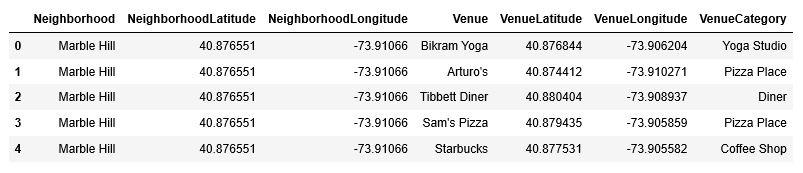 Neighborhood NeighborhoodLatitude NeighborhoodLongitude Venue VenueLatitude VenueLongitude VenueCategory
0 Marble Hill 40.876551 -73.91066 Bikram Yoga 40.876844 -73.906204 Yoga Studio
1 Marble Hill 40.876551 -73.91066 Arturo's 40.874412 -73.910271 Pizza Place
2 Marble Hill 40.876551 -73.91066 Tibbett Diner 40.880404 -73.908937 Diner
3 Marble Hill 40.876551 -73.91066 Sam's Pizza 40.879435 -73.905859 Pizza Place
4 Marble Hill 40.876551 -73.91066 Starbucks 40.877531 -73.905582 Coffee Shop